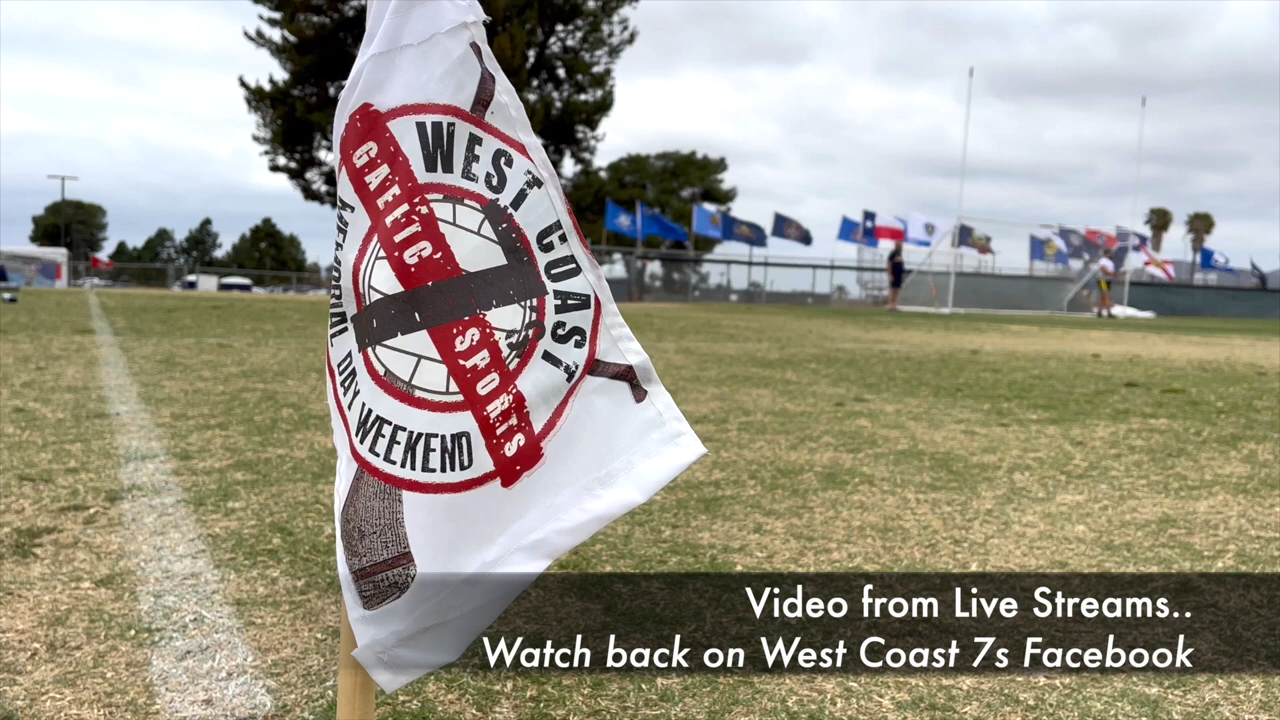 WEST COAST
GAELIC SPORTS
MEMORIAL DAY WEEKEND
Video from Live Streams..
Watch back on West Coast 7s Facebook